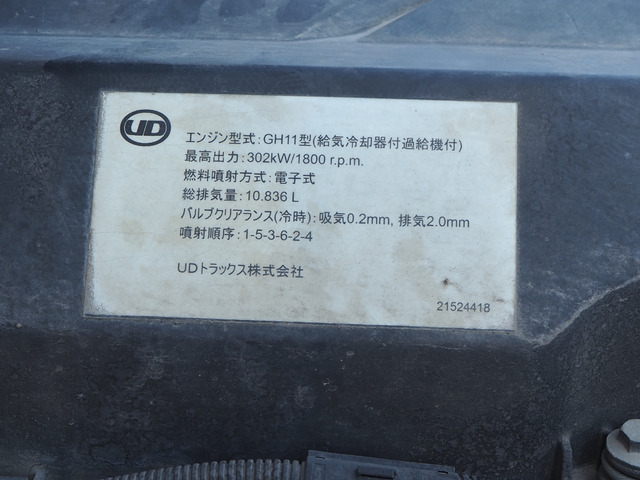 UD
エンジン型式:GH11型(給気冷却器付過給機付)
最高出力:302kW/1800 r.p.m.
燃料噴射方式:電子式
総排気量:10.836 L
バルブクリアランス(冷時):吸気0.2mm, 排気2.0mm
噴射順序:1-5-3-6-2-4
UDトラックス株式会社
21524418